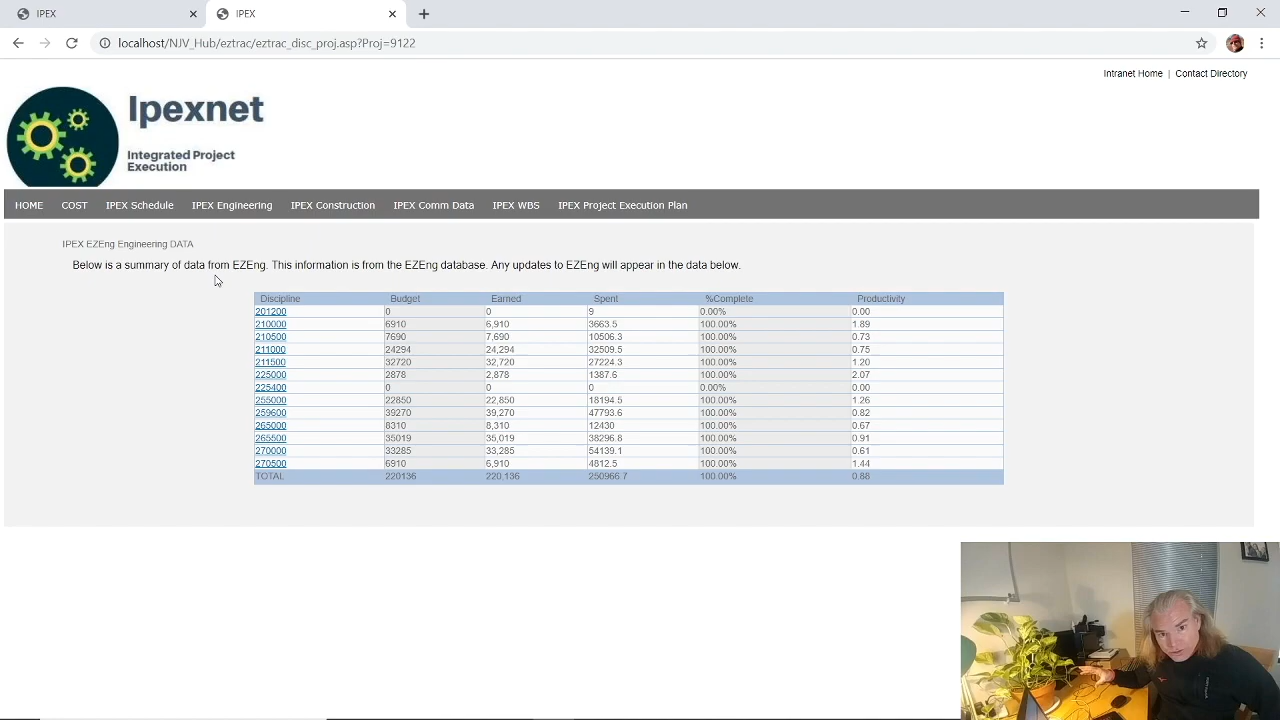 IPEX
IPEX
localhost/NJV_Hub/eztrac/eztrac_disc_proj.asp?Proj=9122
Intranet Home | Contact Directory
Ipexnet
Integrated Project
Execution
HOME COST IPEX Schedule IPEX Engineering IPEX Construction IPEX Comm Data IPEX WBS IPEX Project Execution Plan
IPEX EZEng Engineering DATA
Below is a summary of data from EZEng. This information is from the EZEng database. Any updates to EZEng will appear in the data below.
Discipline Budget Earned Spent %Complete Productivity
201200 0 0 9 0.00% 0.00
210000 6910 6,910 3663.5 100.00% 1.89
210500 7690 7,690 10506.3 100.00% 0.73
211000 24294 24,294 32509.5 100.00% 0.75
211500 32720 32,720 27224.3 100.00% 1.20
225000 2878 2,878 1387.6 100.00% 2.07
225400 0 0 0 0.00% 0.00
255000 22850 22,850 18194.5 100.00% 1.26
259600 39270 39,270 47793.6 100.00% 0.82
265000 8310 8,310 12430 100.00% 0.67
265500 35019 35,019 38296.8 100.00% 0.91
270000 33285 33,285 54139.1 100.00% 0.61
270500 6910 6,910 4812.5 100.00% 1.44
TOTAL 220136 220,136 250966.7 100.00% 0.88